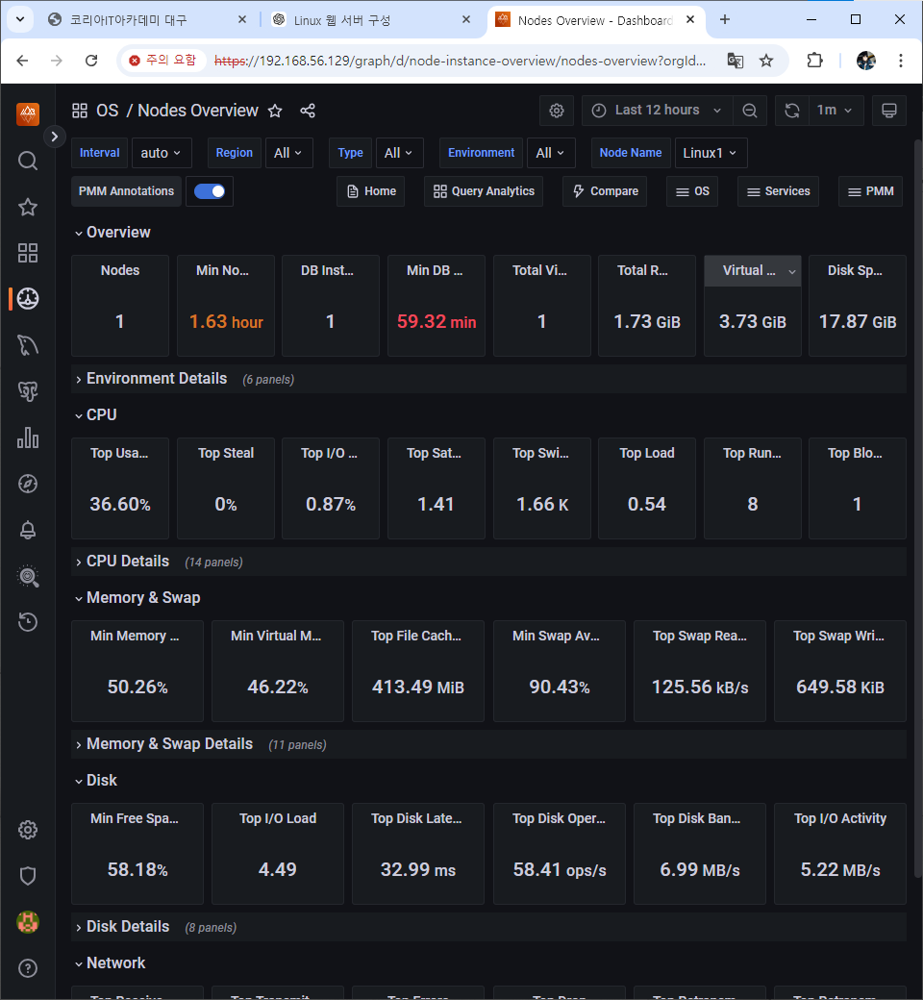 코리아IT아카데미 대구
Linux 웹 서버 구성
Nodes Overview - Dashboard
주의 요함
https://192.168.56.129/graph/d/node-instance-overview/nodes-overview?orgId...
OS / Nodes Overview
Last 12 hours
1m
Interval auto
Region All
Type All
Environment All
Node Name Linux1
PMM Annotations
Home
Query Analytics
Compare
OS
Services
PMM
Overview
Nodes
Min No...
DB Inst...
Min DB ...
Total Vi...
Total R...
Virtual ...
Disk Sp...
1
1.63 hour
1
59.32 min
1
1.73 GiB
3.73 GiB
17.87 GiB
Environment Details (6 panels)
CPU
Top Usa...
Top Steal
Top I/O ...
Top Sat...
Top Swi...
Top Load
Top Run...
Top Blo...
36.60%
0%
0.87%
1.41
1.66 K
0.54
8
1
CPU Details (14 panels)
Memory & Swap
Min Memory ...
Min Virtual M...
Top File Cach...
Min Swap Av...
Top Swap Rea...
Top Swap Wri...
50.26%
46.22%
413.49 MiB
90.43%
125.56 kB/s
649.58 KiB
Memory & Swap Details (11 panels)
Disk
Min Free Spa...
Top I/O Load
Top Disk Late...
Top Disk Oper...
Top Disk Ban...
Top I/O Activity
58.18%
4.49
32.99 ms
58.41 ops/s
6.99 MB/s
5.22 MB/s
Disk Details (8 panels)
Network